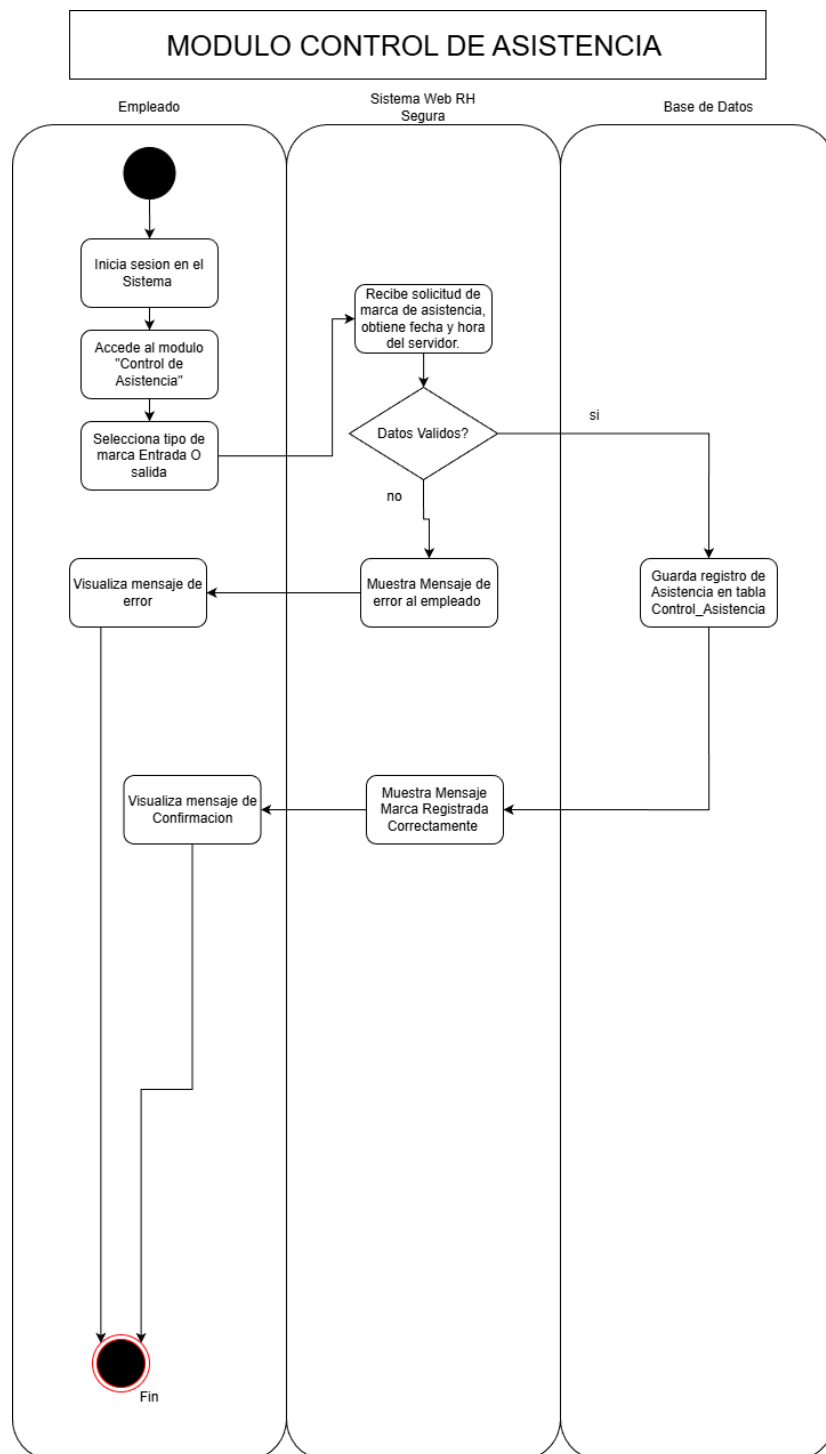 MODULO CONTROL DE ASISTENCIA
Empleado
Sistema Web RH
Segura
Base de Datos
Inicia sesion en el
Sistema
Accede al modulo
"Control de
Asistencia"
Selecciona tipo de
marca Entrada O
salida
Recibe solicitud de
marca de asistencia,
obtiene fecha y hora
del servidor.
Datos Validos?
si
no
Visualiza mensaje de
error
Muestra Mensaje de
error al empleado
Guarda registro de
Asistencia en tabla
Control_Asistencia
Visualiza mensaje de
Confirmacion
Muestra Mensaje
Marca Registrada
Correctamente
Fin